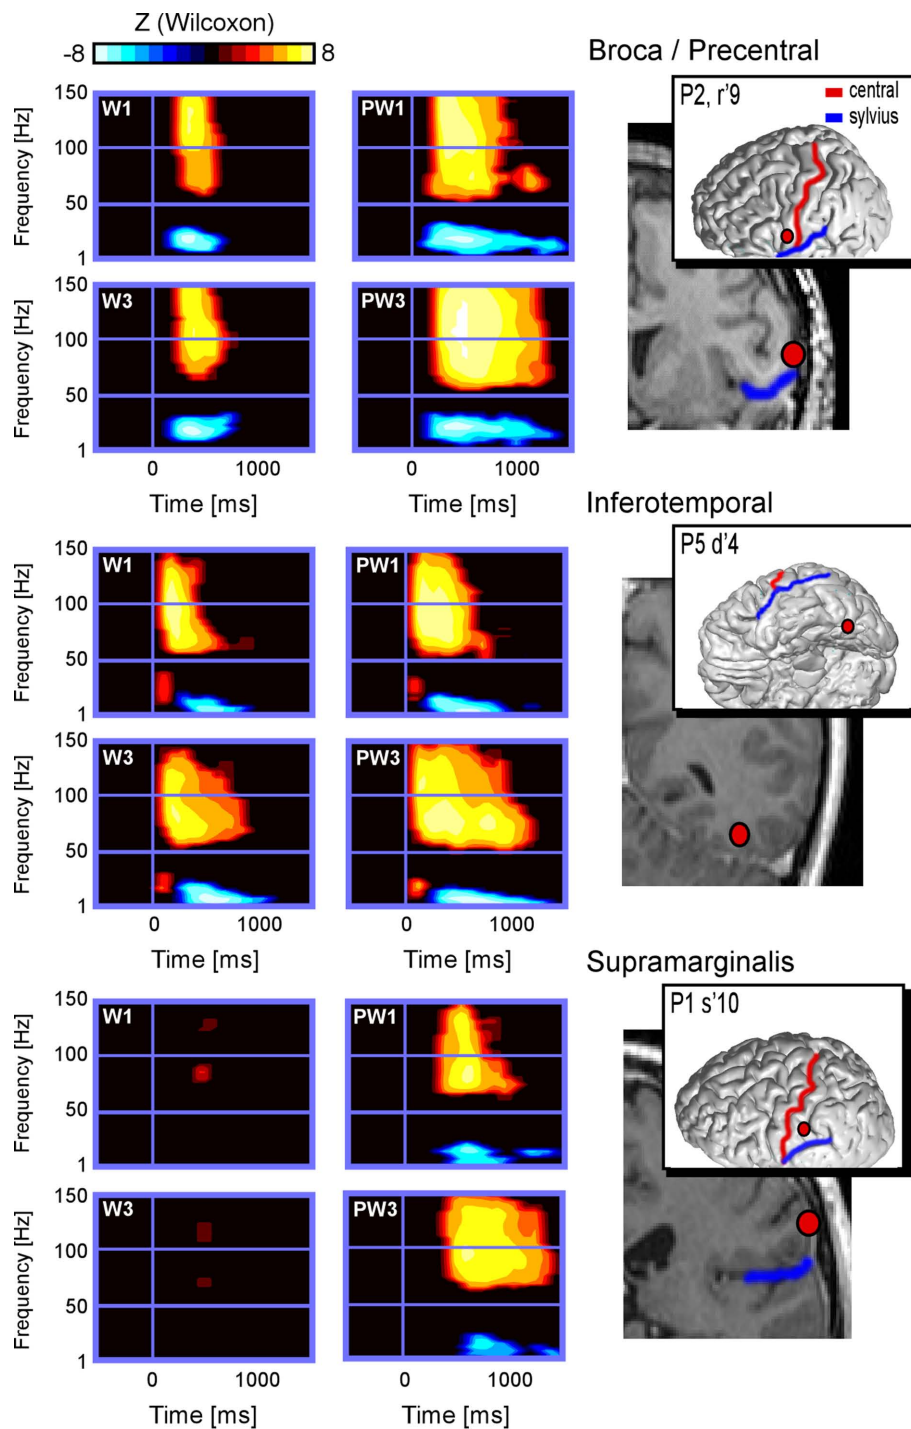 Z (Wilcoxon)
-8 8
Broca / Precentral
P2, r'9
central
sylvius
Frequency [Hz]
150
100
50
1
W1
PW1
Frequency [Hz]
150
100
50
1
W3
PW3
0 1000 0 1000
Time [ms] Time [ms]
Inferotemporal
P5 d'4
Frequency [Hz]
150
100
50
1
W1
PW1
Frequency [Hz]
150
100
50
1
W3
PW3
0 1000 0 1000
Time [ms] Time [ms]
Supramarginalis
P1 s'10
Frequency [Hz]
150
100
50
1
W1
PW1
Frequency [Hz]
150
100
50
1
W3
PW3
0 1000 0 1000
Time [ms] Time [ms]